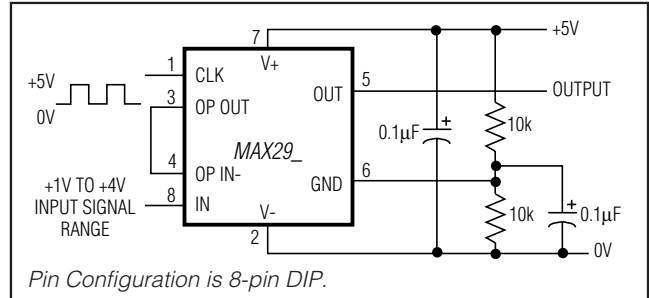 7
+5V
V+
1
CLK
+5V
0V
3
OP OUT
OUT
5
OUTPUT
0.1µF
+
10k
MAX29_
4
OP IN-
6
GND
+1V TO +4V
INPUT SIGNAL
RANGE
8
IN
V-
2
10k
+
0.1µF
0V
Pin Configuration is 8-pin DIP.